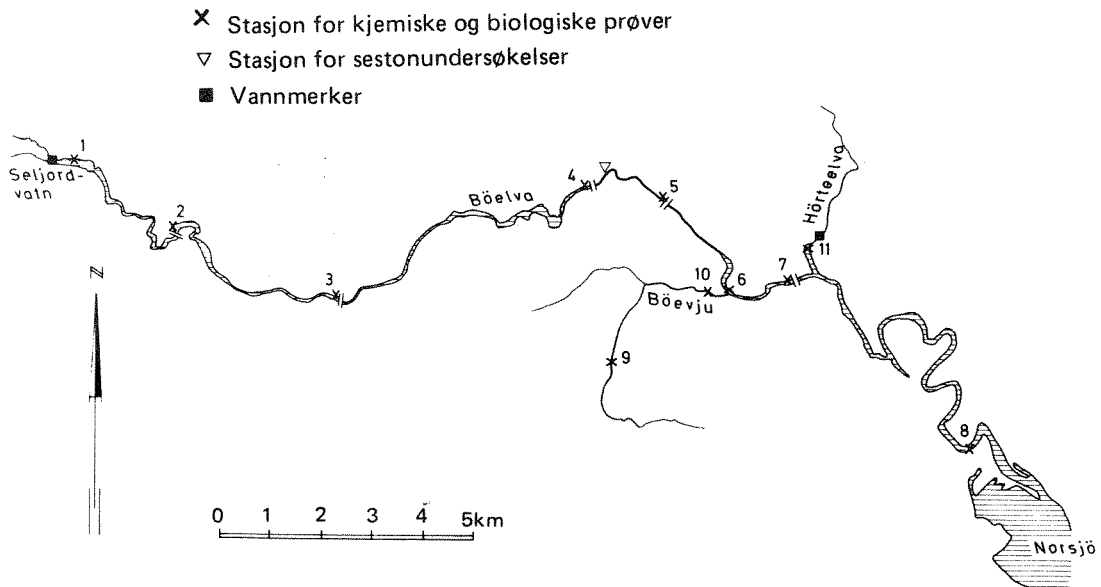 Stasjon for kjemiske og biologiske prøver
Stasjon for sestonundersøkelser
Vannmerker
1
Seljord-
vatn
2
3
Böelva
4
5
Hörteelva
11
7
6
10
Böevju
9
8
N
0 1 2 3 4 5km
Norsjö